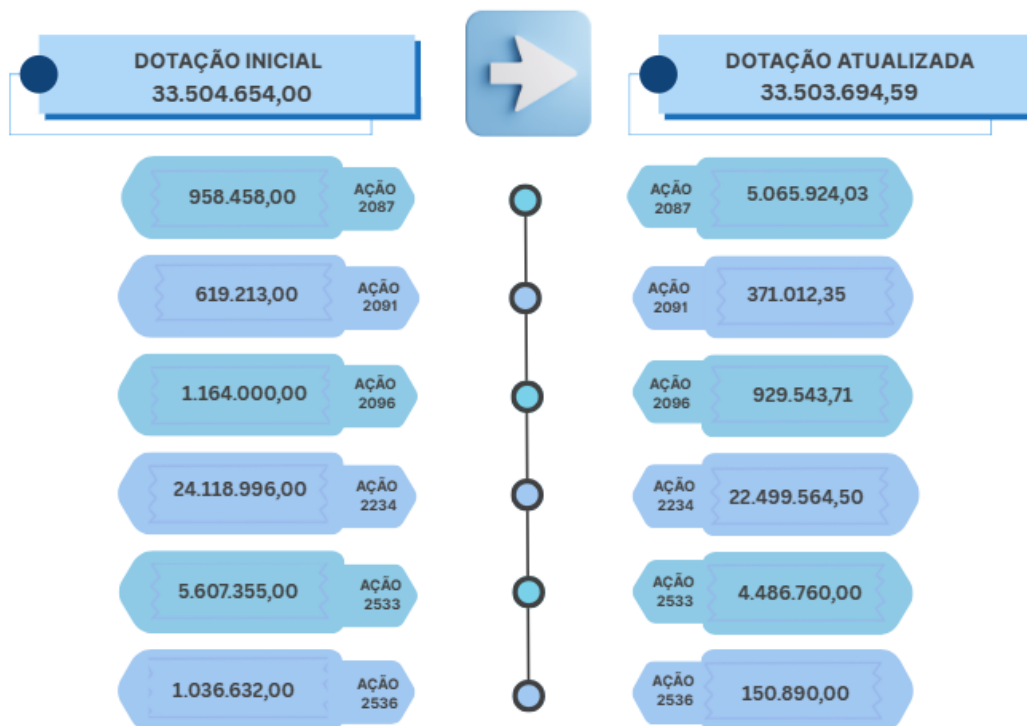 DOTAÇÃO INICIAL
33.504.654,00
DOTAÇÃO ATUALIZADA
33.503.694,59
958.458,00
AÇÃO
2087
AÇÃO
2087
5.065.924,03
619.213,00
AÇÃO
2091
AÇÃO
2091
371.012,35
1.164.000,00
AÇÃO
2096
AÇÃO
2096
929.543,71
24.118.996,00
AÇÃO
2234
AÇÃO
2234
22.499.564,50
5.607.355,00
AÇÃO
2533
AÇÃO
2533
4.486.760,00
1.036.632,00
AÇÃO
2536
AÇÃO
2536
150.890,00